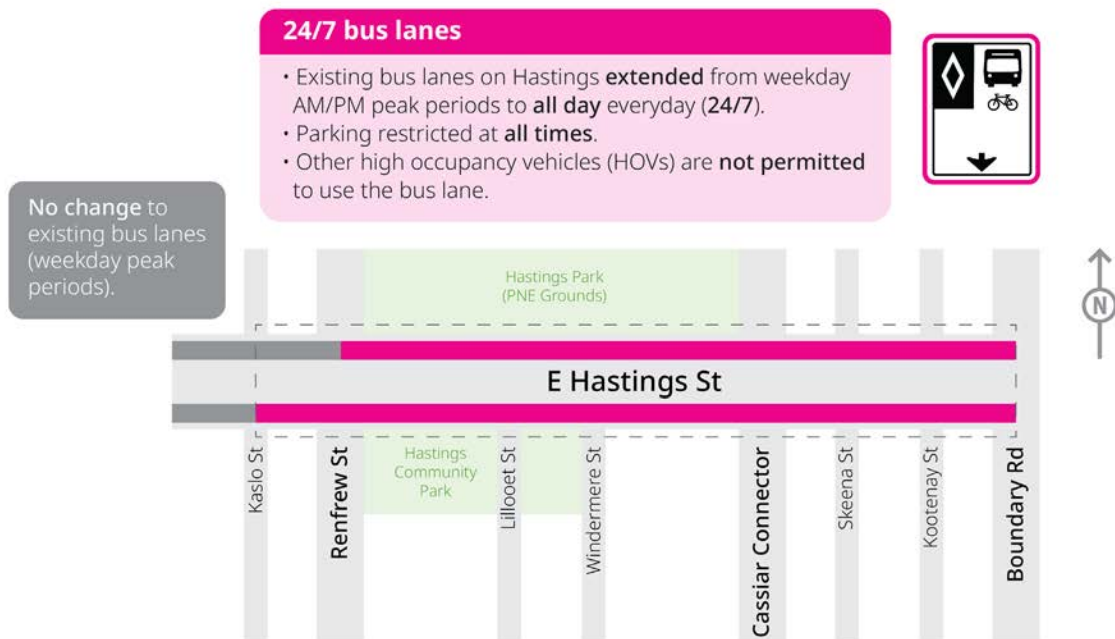 24/7 bus lanes
• Existing bus lanes on Hastings extended from weekday
AM/PM peak periods to all day everyday (24/7).
• Parking restricted at all times.
• Other high occupancy vehicles (HOVs) are not permitted
to use the bus lane.
No change to
existing bus lanes
(weekday peak
periods).
Hastings Park
(PNE Grounds)
N
E Hastings St
Kaslo St
Renfrew St
Hastings
Community
Park
Lillooet St
Windermere St
Cassiar Connector
Skeena St
Kootenay St
Boundary Rd